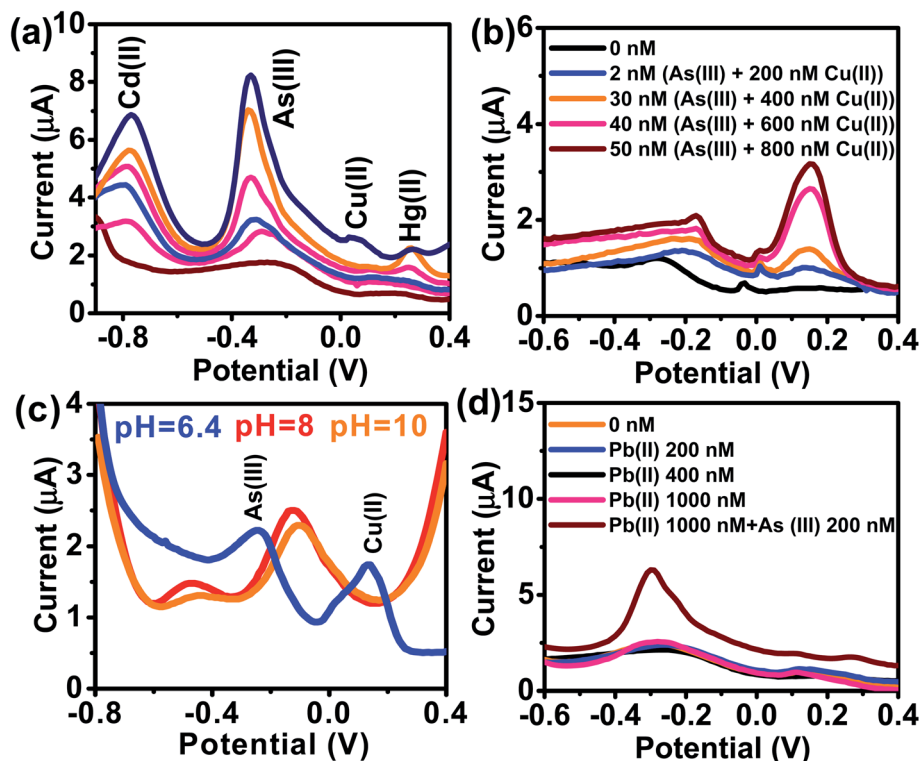 (a)
10
8
6
4
2
0
Current (μA)
Cd(II)
As(III)
Cu(II)
Hg(II)
-0.8 -0.4 0.0 0.4
Potential (V)
(b)
6
4
2
0
Current (μA)
0 nM
2 nM (As(III) + 200 nM Cu(II))
30 nM (As(III) + 400 nM Cu(II))
40 nM (As(III) + 600 nM Cu(II))
50 nM (As(III) + 800 nM Cu(II))
-0.6 -0.4 -0.2 0.0 0.2 0.4
Potential (V)
(c)
4
3
2
1
0
Current (μA)
pH=6.4 pH=8 pH=10
As(III)
Cu(II)
-0.8 -0.4 0.0 0.4
Potential (V)
(d)
15
10
5
0
Current (μA)
0 nM
Pb(II) 200 nM
Pb(II) 400 nM
Pb(II) 1000 nM
Pb(II) 1000 nM+As (III) 200 nM
-0.6 -0.4 -0.2 0.0 0.2 0.4
Potential (V)